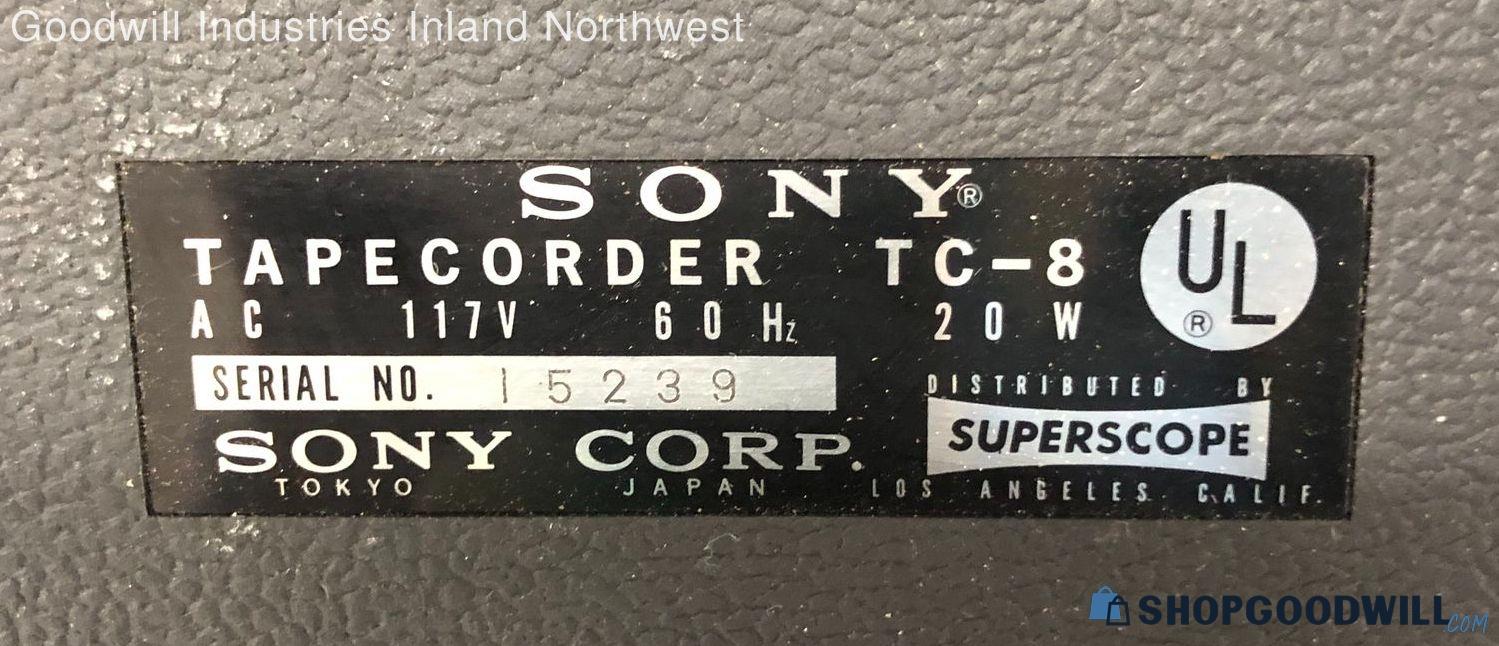 Goodwill Industries Inland Northwest
SONY®
TAPECORDER TC-8
UL®
AC 117V 60 Hz 20 W
SERIAL NO. 15239
DISTRIBUTED BY
SUPERSCOPE
SONY CORP.
TOKYO JAPAN
LOS ANGELES CALIF.
SHOPGOODWILL.COM